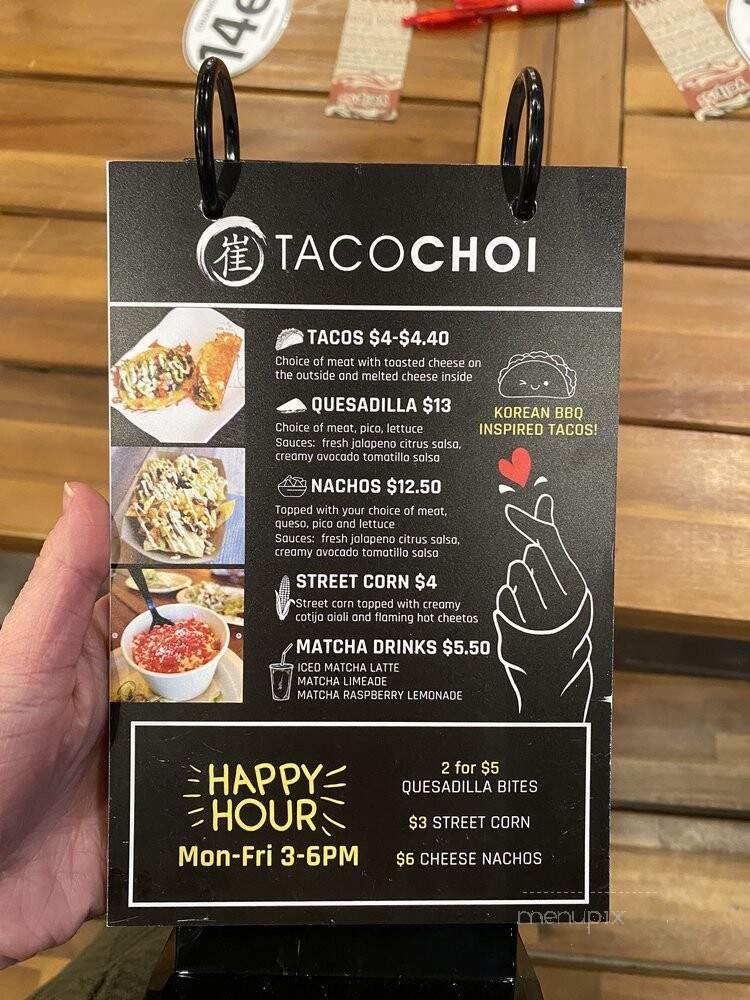 14e
崔 TACOCHOI
TACOS $4-$4.40
Choice of meat with toasted cheese on
the outside and melted cheese inside
QUESADILLA $13
Choice of meat, pico, lettuce
Sauces: fresh jalapeno citrus salsa,
creamy avocado tomatillo salsa
KOREAN BBQ
INSPIRED TACOS!
NACHOS $12.50
Topped with your choice of meat,
queso, pico and lettuce
Sauces: fresh jalapeno citrus salsa,
creamy avocado tomatillo salsa
STREET CORN $4
Street corn topped with creamy
cotija aioli and flaming hot cheetos
MATCHA DRINKS $5.50
ICED MATCHA LATTE
MATCHA LIMEADE
MATCHA RASPBERRY LEMONADE
HAPPY
HOUR
Mon-Fri 3-6PM
2 for $5
QUESADILLA BITES
$3 STREET CORN
$6 CHEESE NACHOS
menupix